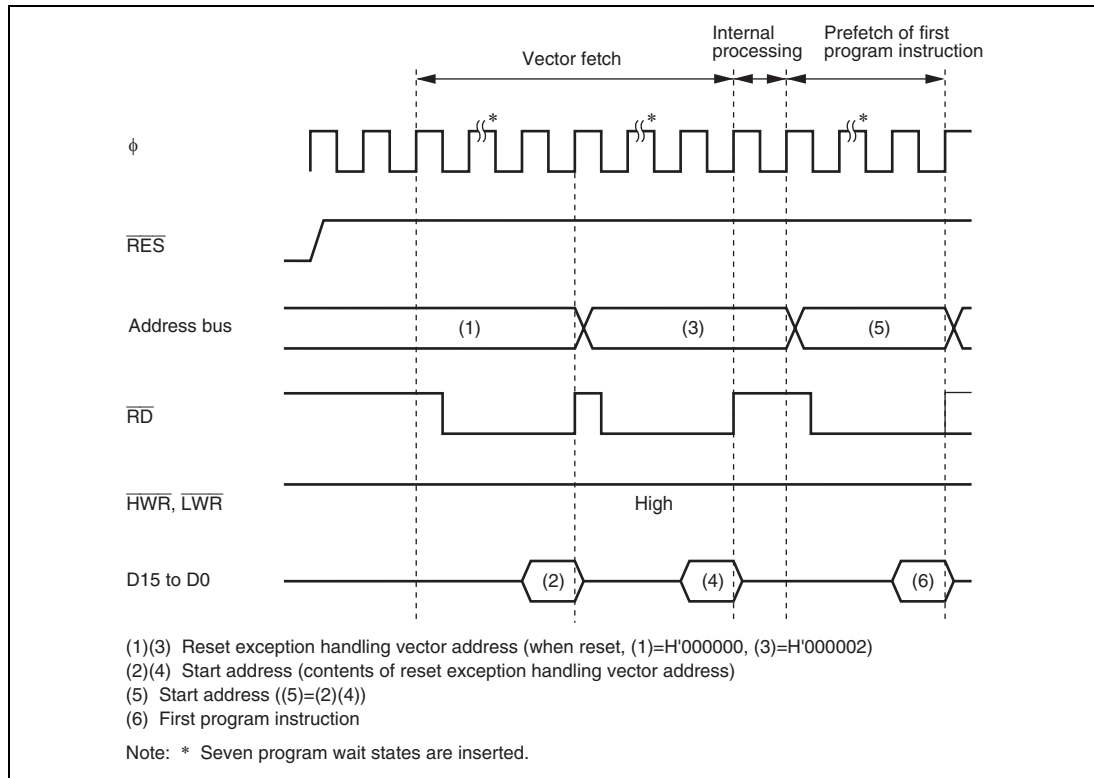 Vector fetch
Internal
processing
Prefetch of first
program instruction
ϕ
*
*
*
RES
Address bus
(1)
(3)
(5)
RD
HWR, LWR
High
D15 to D0
(2)
(4)
(6)
(1)(3) Reset exception handling vector address (when reset, (1)=H'000000, (3)=H'000002)
(2)(4) Start address (contents of reset exception handling vector address)
(5) Start address ((5)=(2)(4))
(6) First program instruction
Note: * Seven program wait states are inserted.